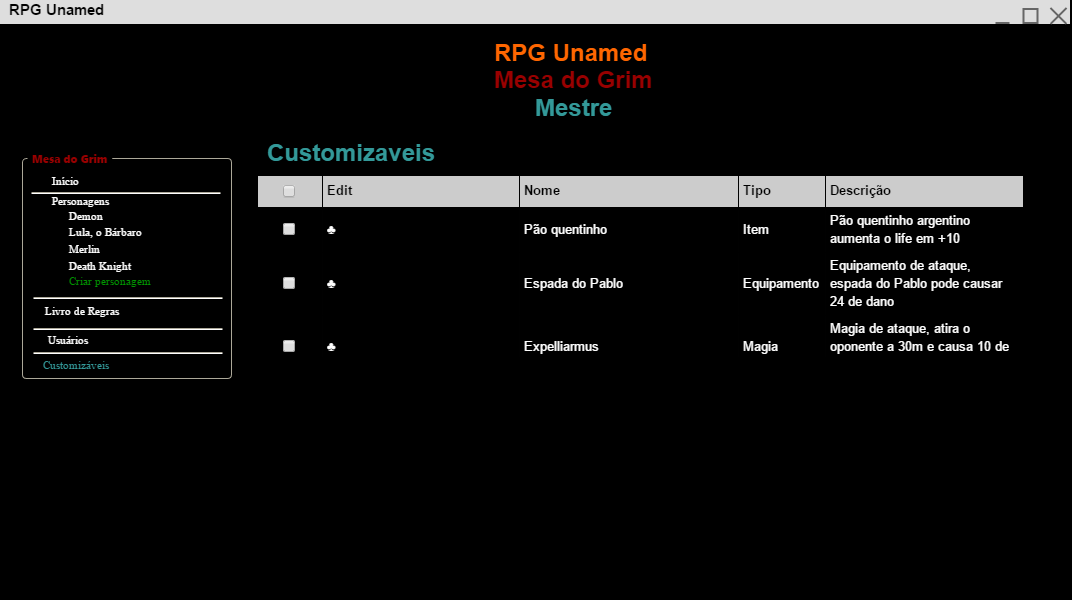 RPG Unamed
RPG Unamed
Mesa do Grim
Mestre
Mesa do Grim
Início
Personagens
Demon
Lula, o Bárbaro
Merlin
Death Knight
Criar personagem
Livro de Regras
Usuários
Customizáveis
Customizaveis
Edit Nome Tipo Descrição
♣ Pão quentinho Item Pão quentinho argentino
aumenta o life em +10
♣ Espada do Pablo Equipamento Equipamento de ataque,
espada do Pablo pode causar
24 de dano
♣ Expelliarmus Magia Magia de ataque, atira o
oponente a 30m e causa 10 de